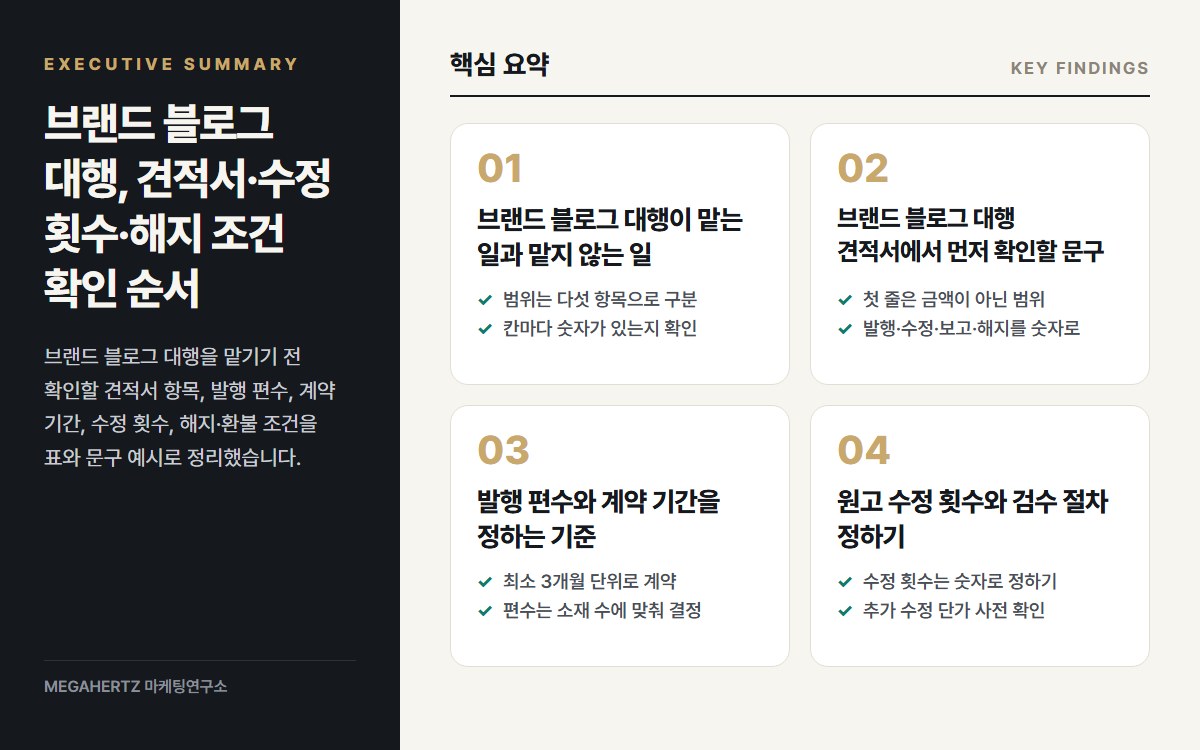 EXECUTIVE SUMMARY
브랜드 블로그
대행, 견적서·수정
횟수·해지 조건
확인 순서
브랜드 블로그 대행을 맡기기 전
확인할 견적서 항목, 발행 편수, 계약
기간, 수정 횟수, 해지·환불 조건을
표와 문구 예시로 정리했습니다.
MEGAHERTZ 마케팅연구소
핵심 요약
KEY FINDINGS
01
브랜드 블로그 대행이 맡는
일과 맡지 않는 일
범위는 다섯 항목으로 구분
칸마다 숫자가 있는지 확인
02
브랜드 블로그 대행
견적서에서 먼저 확인할 문구
첫 줄은 금액이 아닌 범위
발행·수정·보고·해지를 숫자로
03
발행 편수와 계약 기간을
정하는 기준
최소 3개월 단위로 계약
편수는 소재 수에 맞춰 결정
04
원고 수정 횟수와 검수 절차
정하기
수정 횟수는 숫자로 정하기
추가 수정 단가 사전 확인